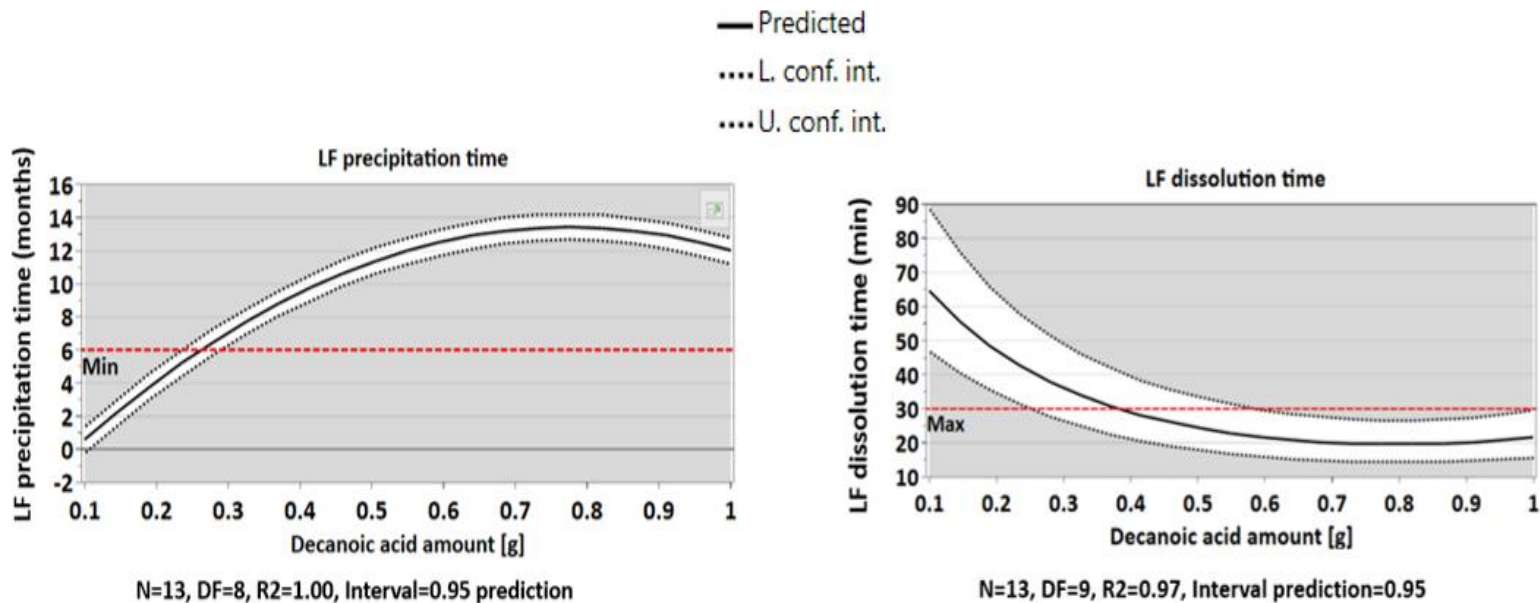 Predicted
L. conf. int.
U. conf. int.
LF precipitation time
LF precipitation time (months)
16
14
12
10
8
6
Min
4
2
0
-2
0.1 0.2 0.3 0.4 0.5 0.6 0.7 0.8 0.9 1
Decanoic acid amount [g]
N=13, DF=8, R2=1.00, Interval=0.95 prediction
LF dissolution time
LF dissolution time (min)
90
80
70
60
50
40
30
Max
20
10
0.1 0.2 0.3 0.4 0.5 0.6 0.7 0.8 0.9 1
Decanoic acid amount [g]
N=13, DF=9, R2=0.97, Interval prediction=0.95